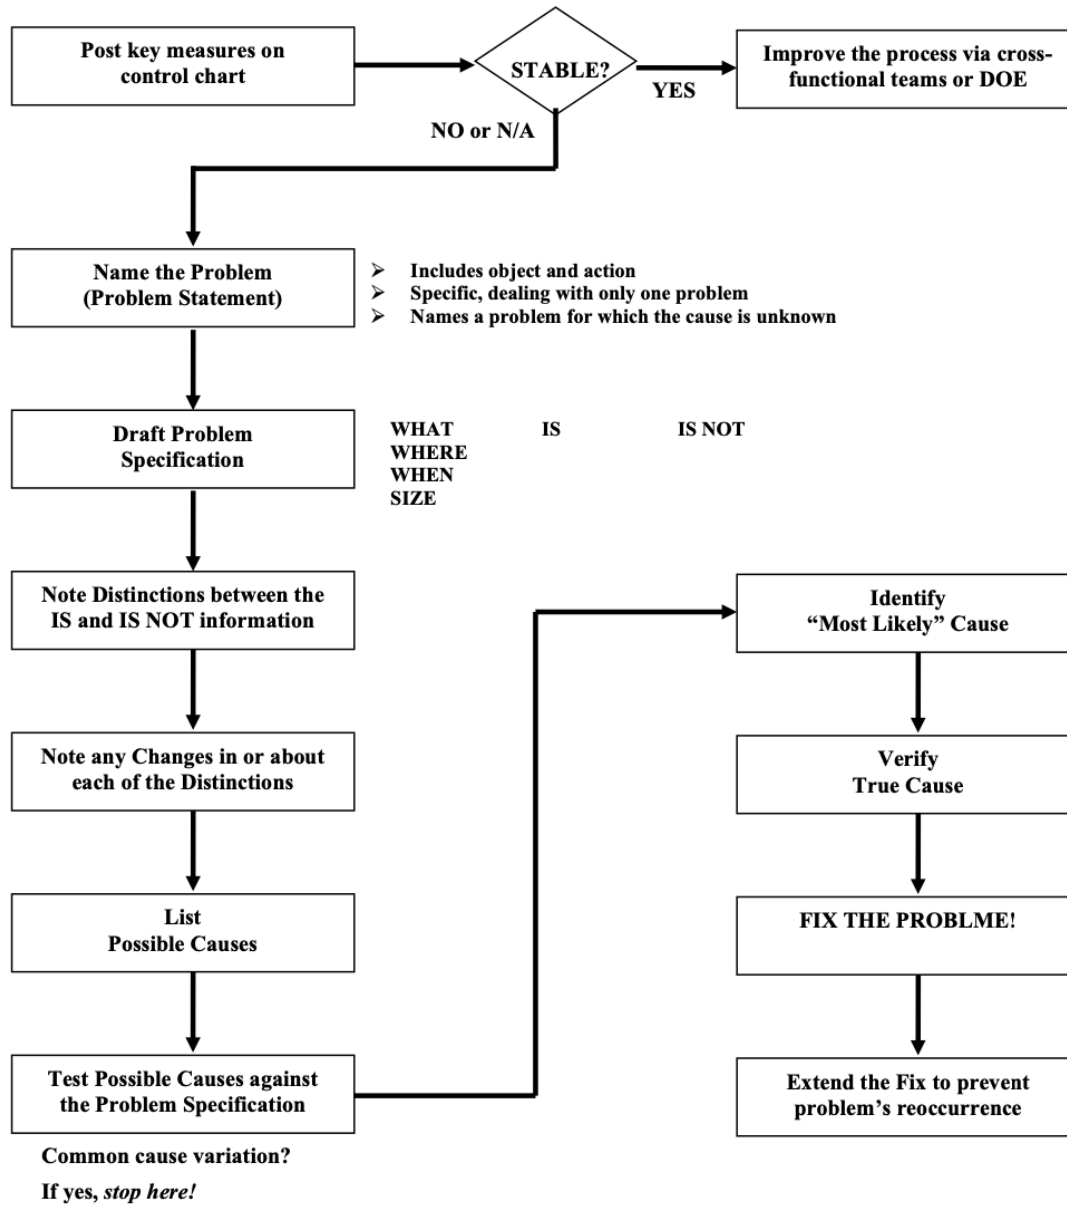 Post key measures on
control chart
STABLE?
YES
Improve the process via cross-
functional teams or DOE
NO or N/A
Name the Problem
(Problem Statement)
➢ Includes object and action
➢ Specific, dealing with only one problem
➢ Names a problem for which the cause is unknown
Draft Problem
Specification
WHAT IS IS NOT
WHERE
WHEN
SIZE
Note Distinctions between the
IS and IS NOT information
Note any Changes in or about
each of the Distinctions
List
Possible Causes
Test Possible Causes against
the Problem Specification
Common cause variation?
If yes, stop here!
Identify
“Most Likely” Cause
Verify
True Cause
FIX THE PROBLME!
Extend the Fix to prevent
problem’s reoccurrence